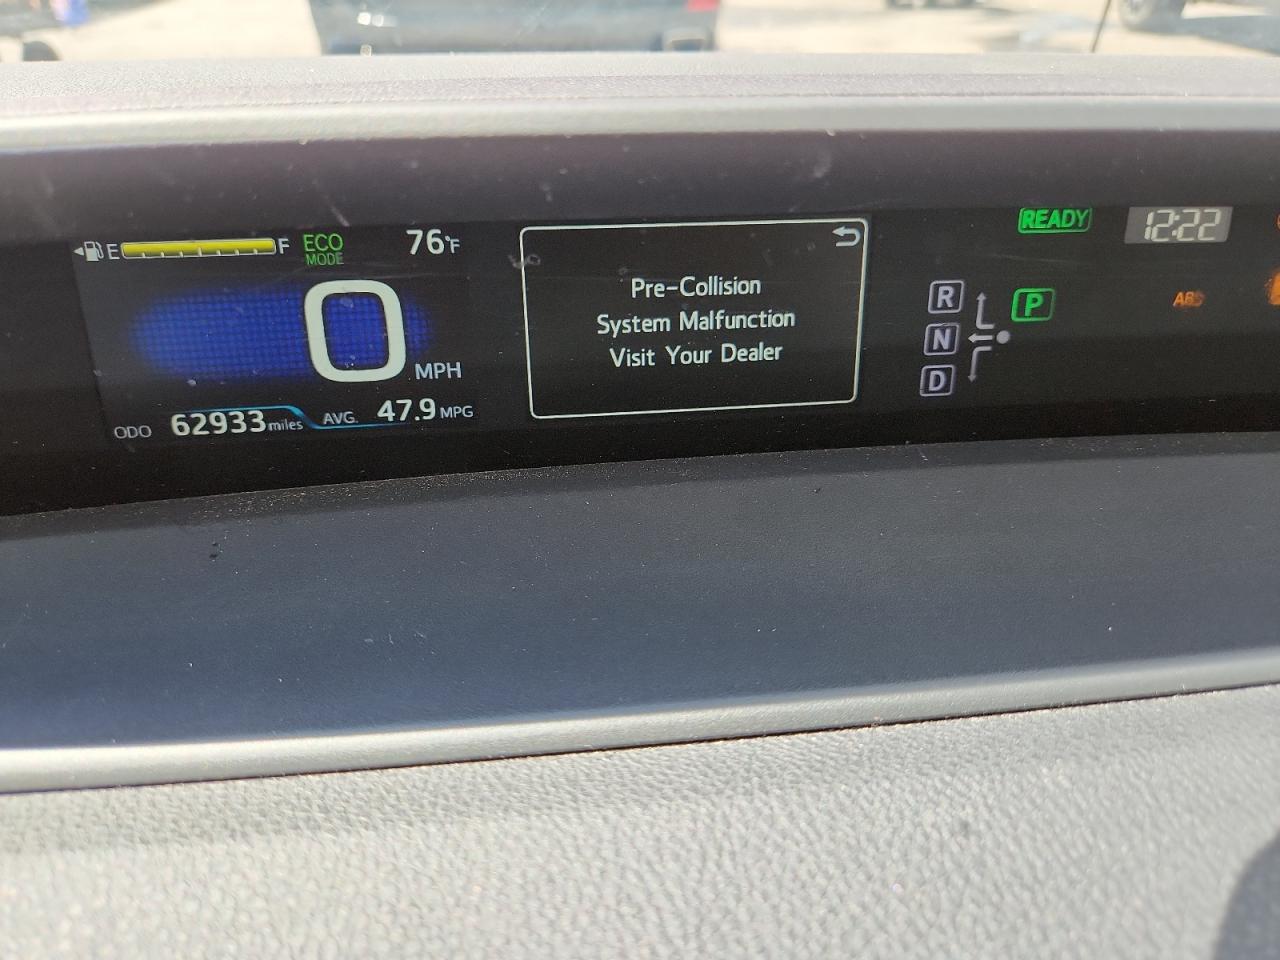 E F
ECO
MODE
76°F
0 MPH
ODO 62933 miles AVG. 47.9 MPG
Pre-Collision
System Malfunction
Visit Your Dealer
READY
12:22
R
N
D
P
ABS